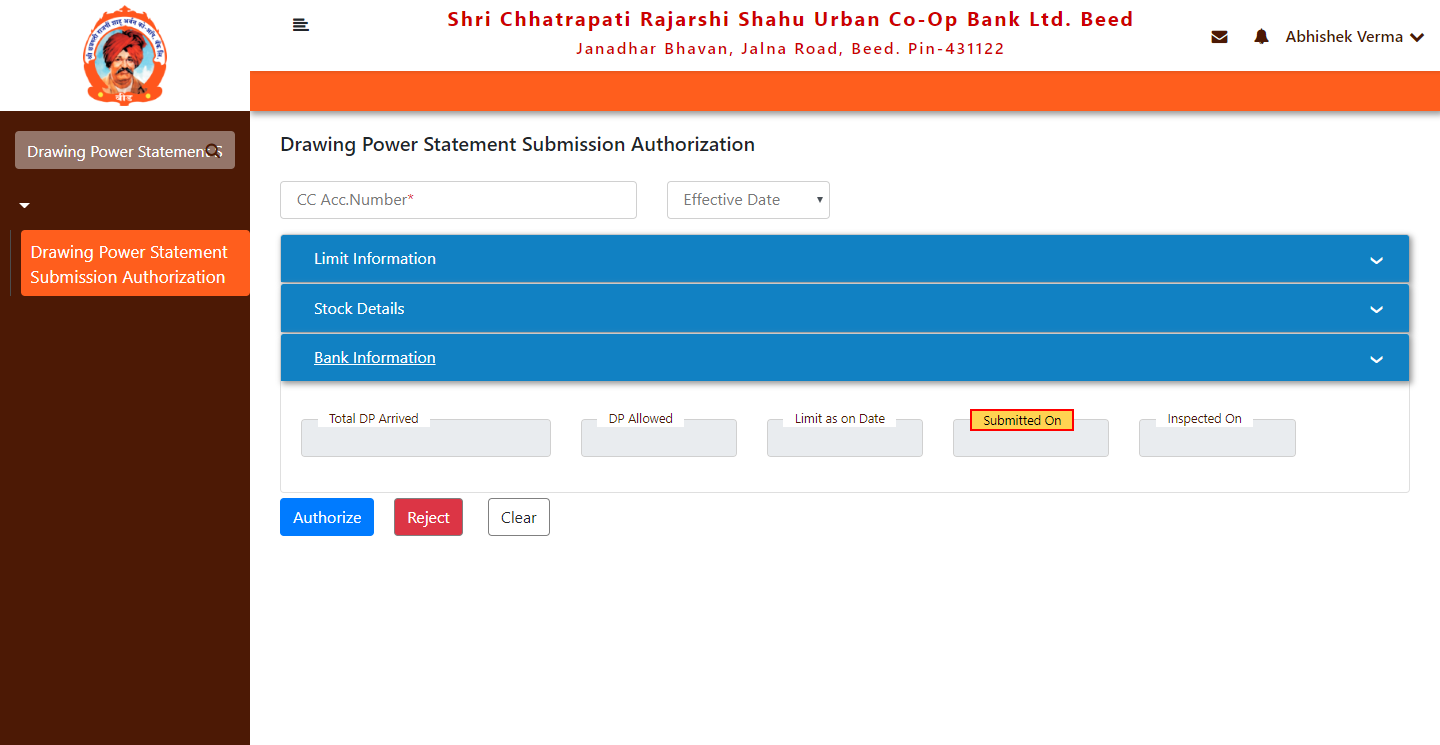 Shri Chhatrapati Rajarshi Shahu Urban Co-Op Bank Ltd. Beed
Janadhar Bhavan, Jalna Road, Beed. Pin-431122
Abhishek Verma
बीड
Drawing Power Statement S
Drawing Power Statement
Submission Authorization
Drawing Power Statement Submission Authorization
CC Acc.Number*
Effective Date
Limit Information
Stock Details
Bank Information
Total DP Arrived
DP Allowed
Limit as on Date
Submitted On
Inspected On
Authorize
Reject
Clear